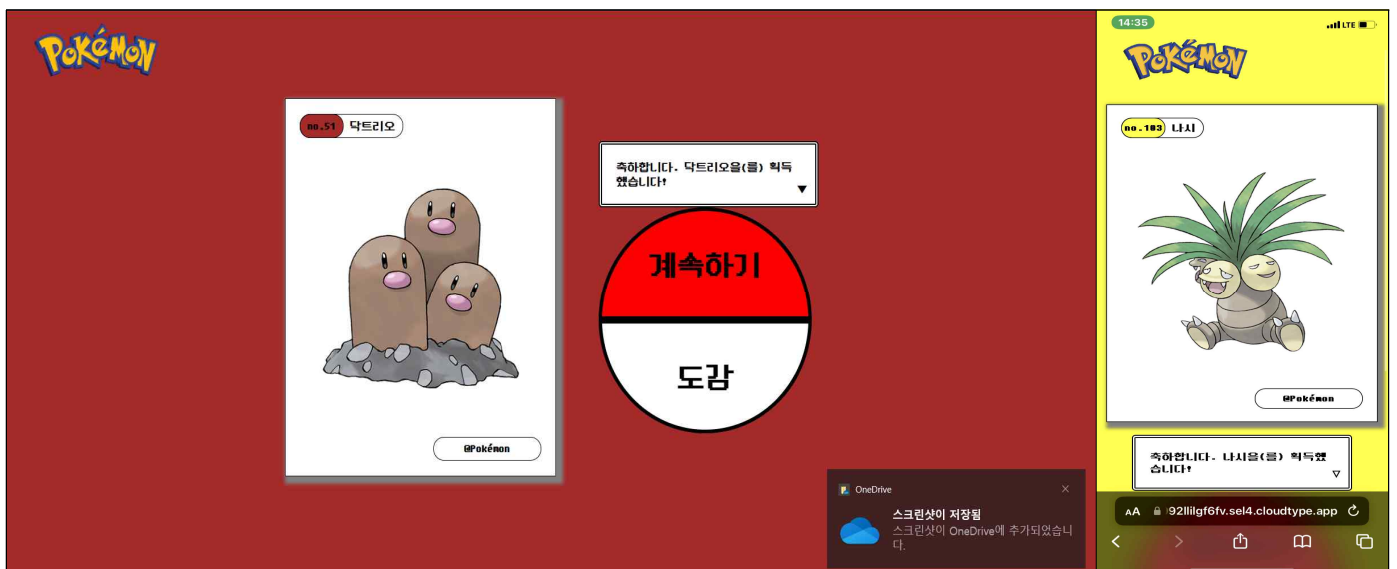 POKéMON
no.51 닥트리오
축하합니다. 닥트리오을(를) 획득
했습니다!
계속하기
도감
@Pokémon
OneDrive
스크린샷이 저장됨
스크린샷이 OneDrive에 추가되었습니
다.
14:35
LTE
POKéMON
no.103 나시
@Pokémon
축하합니다. 나시을(를) 획득했
습니다!
AA
92llilgf6fv.sel4.cloudtype.app